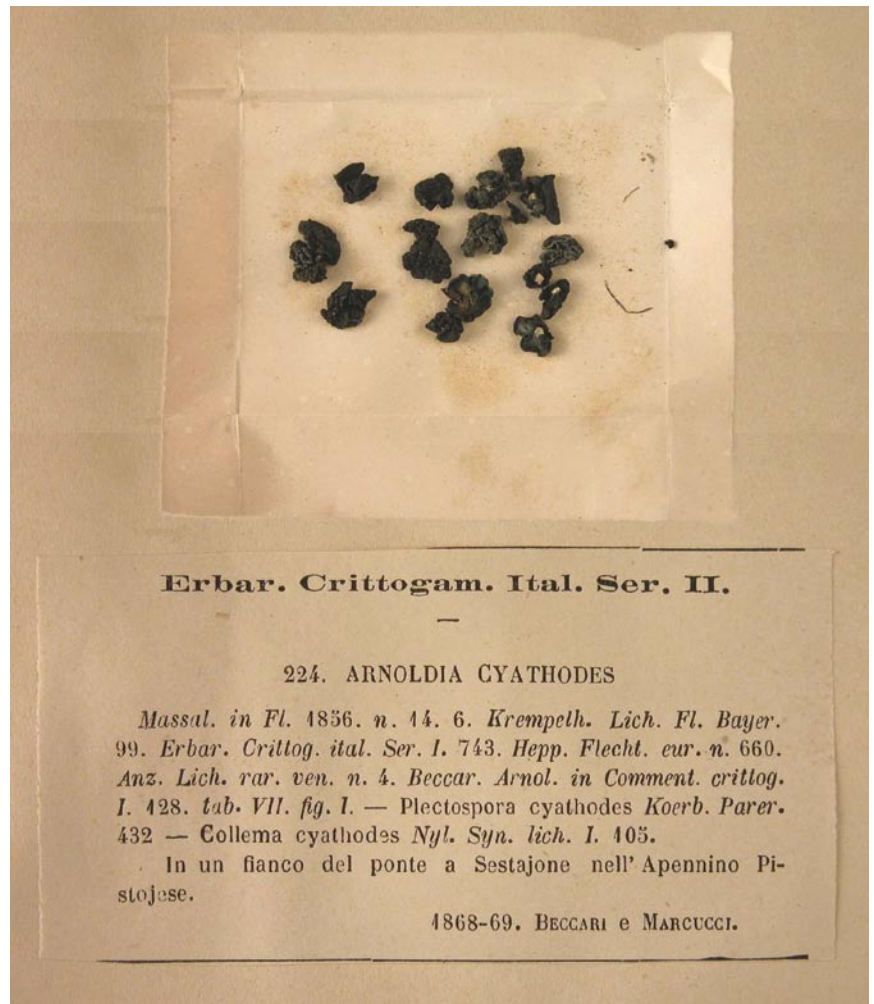 Erbar. Crittogam. Ital. Ser. II.
224. ARNOLDIA CYATHODES
Massal. in Fl. 1856. n. 14. 6. Krempelh. Lich. Fl. Bayer.
99. Erbar. Crittog. ital. Ser. I. 743. Hepp. Flecht. eur. n. 660.
Anz. Lich. rar. ven. n. 4. Beccar. Arnol. in Comment. crittog.
I. 128. tab. VII. fig. I. — Plectospora cyathodes Koerb. Parer.
432 — Collema cyathodes Nyl. Syn. lich. I. 105.
In un fianco del ponte a Sestajone nell' Apennino Pi-
stojese.
1868-69. BECCARI e MARCUCCI.